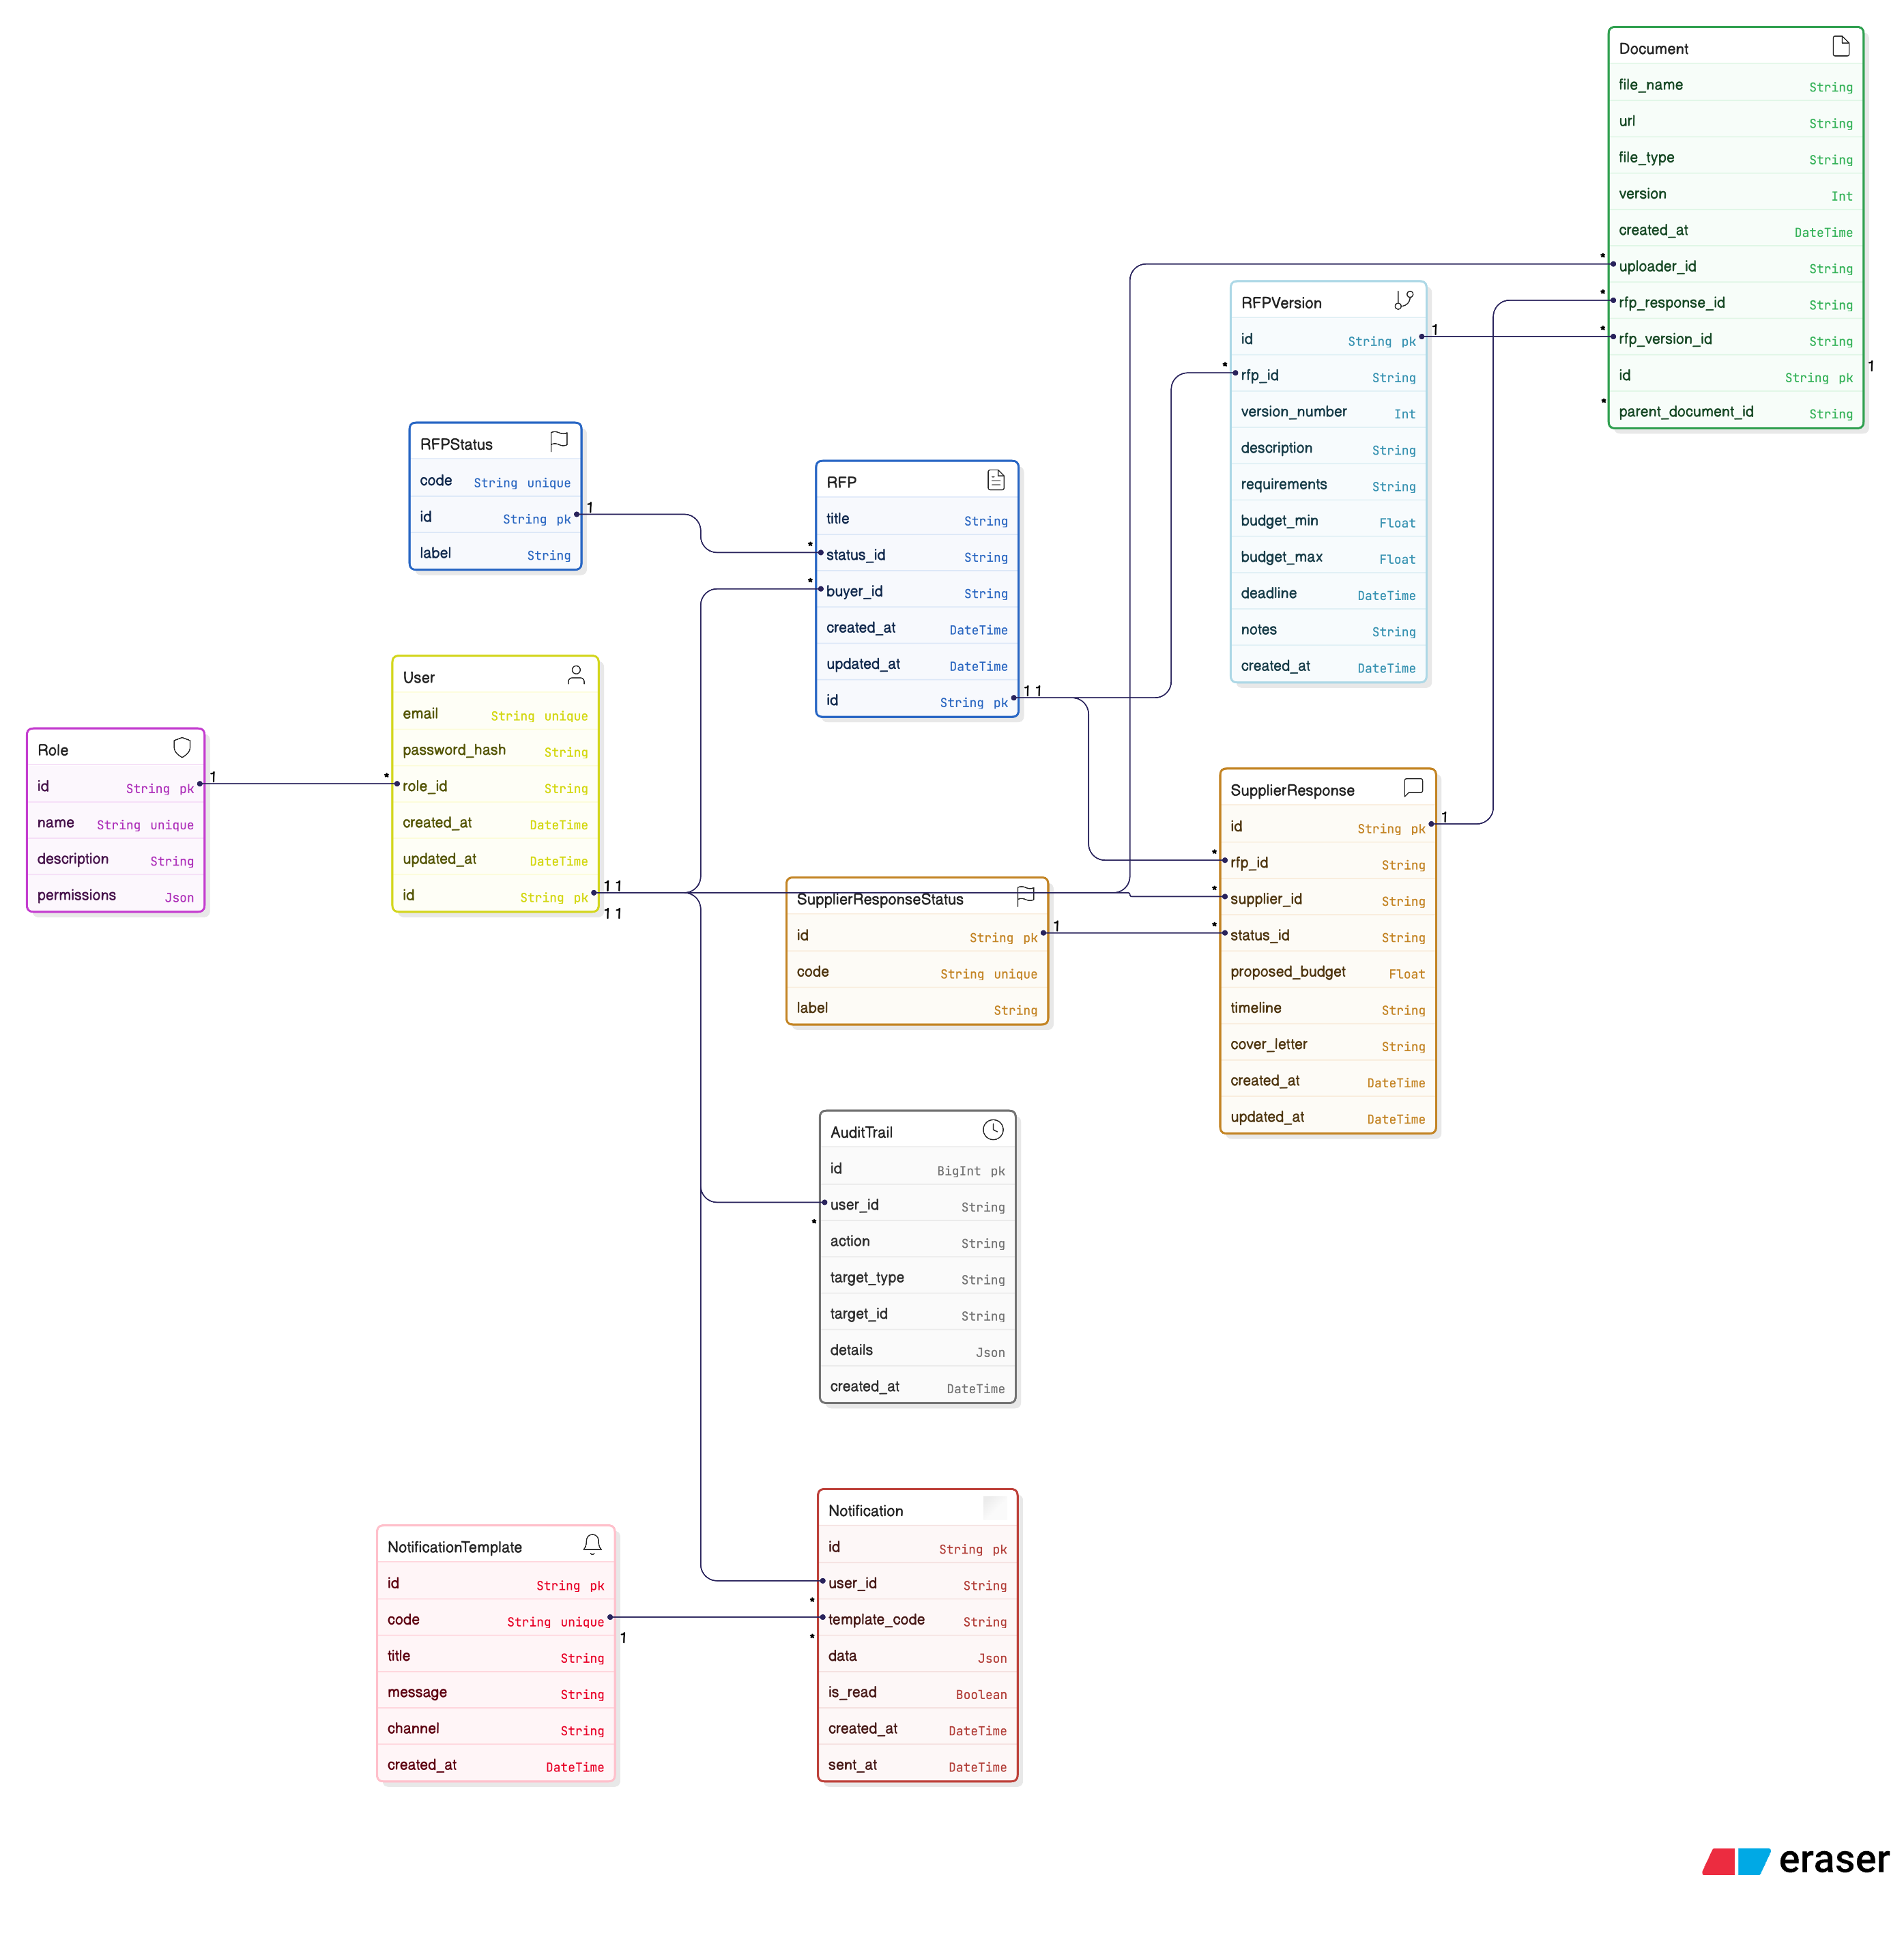 Document
file_name String
url String
file_type String
version Int
created_at DateTime
* uploader_id String
* rfp_response_id String
* rfp_version_id String
id String pk 1
* parent_document_id String
RFPVersion
id String pk 1
* rfp_id String
version_number Int
description String
requirements String
budget_min Float
budget_max Float
deadline DateTime
notes String
created_at DateTime
RFPStatus
code String unique
id String pk 1
label String
RFP
title String
* status_id String
* buyer_id String
created_at DateTime
updated_at DateTime
id String pk 1 1
User
email String unique
password_hash String
* role_id String
created_at DateTime
updated_at DateTime
id String pk 1 1
1 1
Role
id String pk 1
name String unique
description String
permissions Json
SupplierResponse
id String pk 1
* rfp_id String
* supplier_id String
* status_id String
proposed_budget Float
timeline String
cover_letter String
created_at DateTime
updated_at DateTime
SupplierResponseStatus
id String pk 1
code String unique
label String
AuditTrail
id BigInt pk
user_id String
*
action String
target_type String
target_id String
details Json
created_at DateTime
Notification
id String pk
user_id String
*
template_code String
*
data Json
is_read Boolean
created_at DateTime
sent_at DateTime
NotificationTemplate
id String pk
code String unique
1
title String
message String
channel String
created_at DateTime
eraser